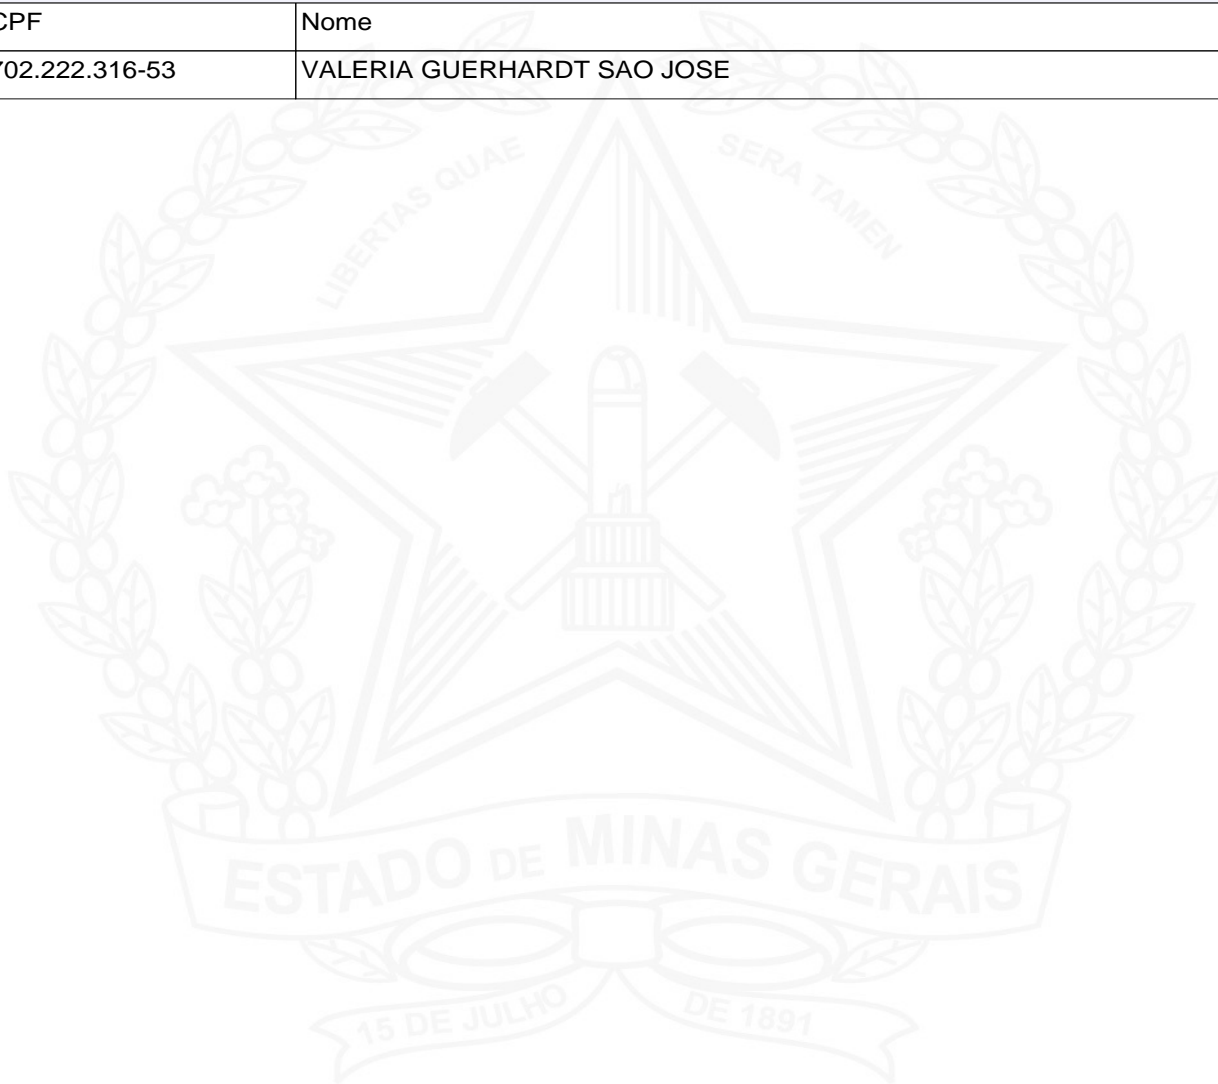 CPF Nome
702.222.316-53 VALERIA GUERHARDT SAO JOSE
LIBERTAS QUAE SERA TAMEN
ESTADO DE MINAS GERAIS
15 DE JULHO DE 1891